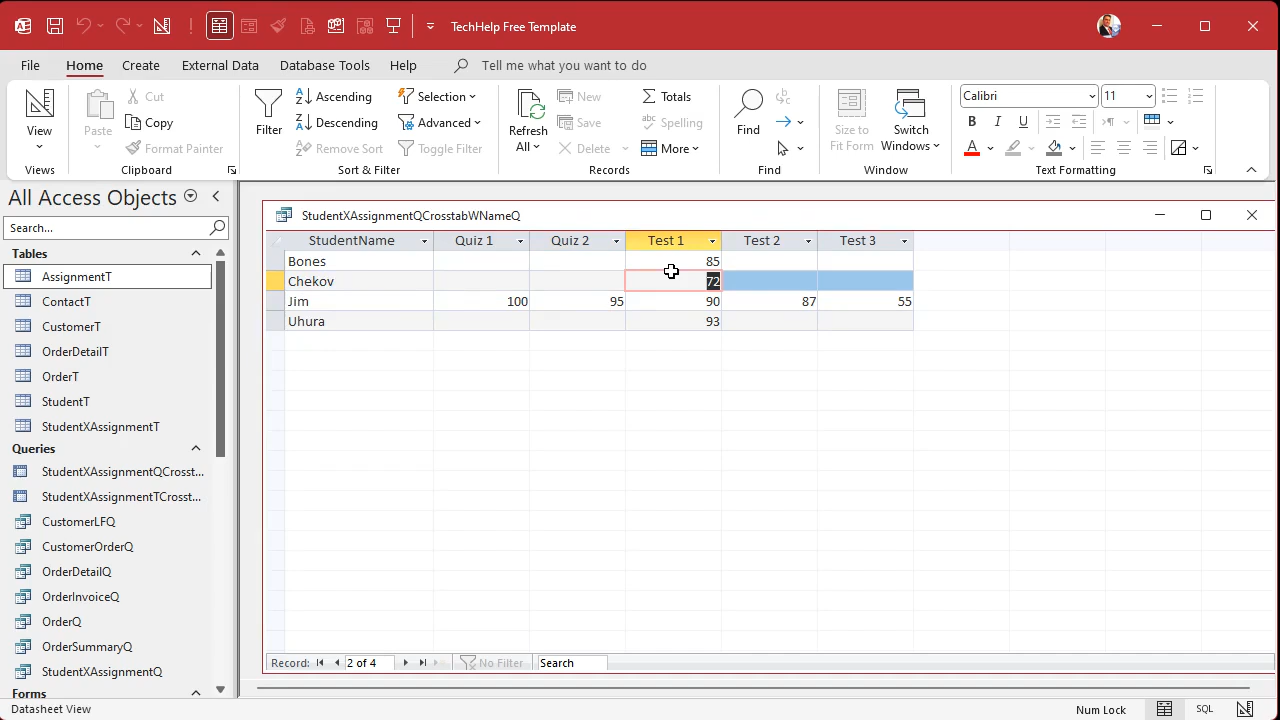 TechHelp Free Template
File Home Create External Data Database Tools Help Tell me what you want to do
View
Views
Paste
Cut
Copy
Format Painter
Clipboard
Filter
Ascending
Descending
Remove Sort
Selection
Advanced
Toggle Filter
Sort & Filter
Refresh
All
New
Save
Delete
Totals
Spelling
More
Records
Find
Find
Size to
Fit Form
Switch
Windows
Window
Calibri 11
B I U
A
Text Formatting
All Access Objects
Search...
Tables
AssignmentT
ContactT
CustomerT
OrderDetailT
OrderT
StudentT
StudentXAssignmentT
Queries
StudentXAssignmentQCrosst...
StudentXAssignmentTCrosst...
CustomerLFQ
CustomerOrderQ
OrderDetailQ
OrderInvoiceQ
OrderQ
OrderSummaryQ
StudentXAssignmentQ
Forms
StudentXAssignmentQCrosstabWNameQ
StudentName Quiz 1 Quiz 2 Test 1 Test 2 Test 3
Bones 85
Chekov 72
Jim 100 95 90 87 55
Uhura 93
Record: 2 of 4 No Filter Search
Datasheet View Num Lock SQL